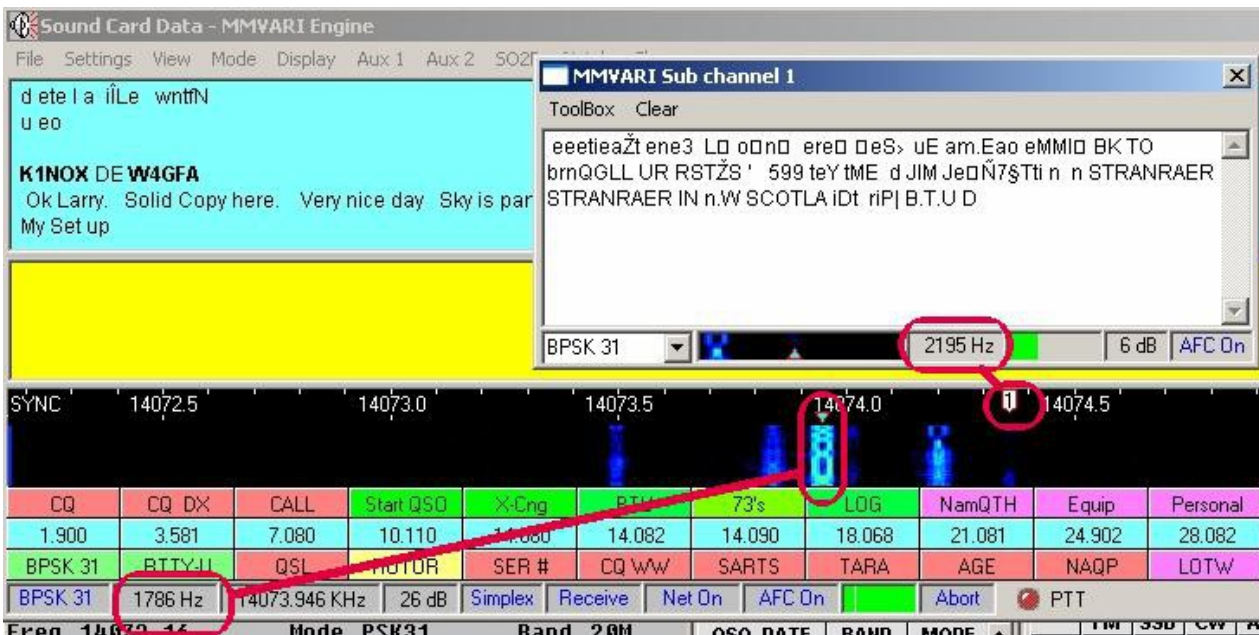 Sound Card Data - MMVARI Engine
File Settings View Mode Display Aux 1 Aux 2
MMVARI Sub channel 1
ToolBox Clear
d ete l a iÎLe wntfN
u eo
K1NOX DE W4GFA
Ok Larry. Solid Copy here. Very nice day Sky is par
My Set up
eeetieaŽt ene3 L□ o□n□ ere□ □eS› uE am.Eao eMMI□ BK TO
brnQGLL UR RSTŽS ' 599 teY tME d JIM Je□Ñ7§Tti n n STRANRAER
STRANRAER IN n.W SCOTLA iDt riP| B.T.U D
BPSK 31 2195 Hz 6 dB AFC On
SYNC 14072.5 14073.0 14073.5 14074.0 1 14074.5
CQ CQ DX CALL Start QSO X-Cng BTU 73's LOG NamQTH Equip Personal
1.900 3.581 7.080 10.110 14.080 14.082 14.090 18.068 21.081 24.902 28.082
BPSK 31 RTTY-U QSL ROTOR SER # CQ WW SARTS TARA AGE NAQP LOTW
BPSK 31 1786 Hz 14073.946 KHz 26 dB Simplex Receive Net On AFC On Abort PTT
Mode PSK31 Band 20M QSO DATE BAND MODE SSB CW